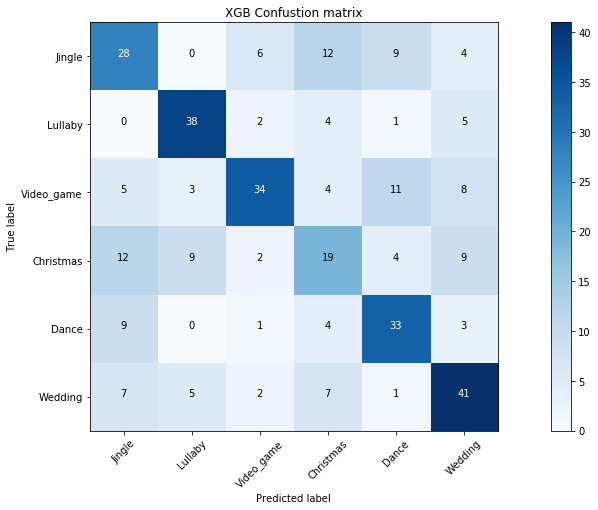 XGB Confustion matrix
Jingle 28 0 6 12 9 4
Lullaby 0 38 2 4 1 5
Video_game 5 3 34 4 11 8
Christmas 12 9 2 19 4 9
Dance 9 0 1 4 33 3
Wedding 7 5 2 7 1 41
True label
Jingle Lullaby Video_game Christmas Dance Wedding
Predicted label
40
35
30
25
20
15
10
5
0